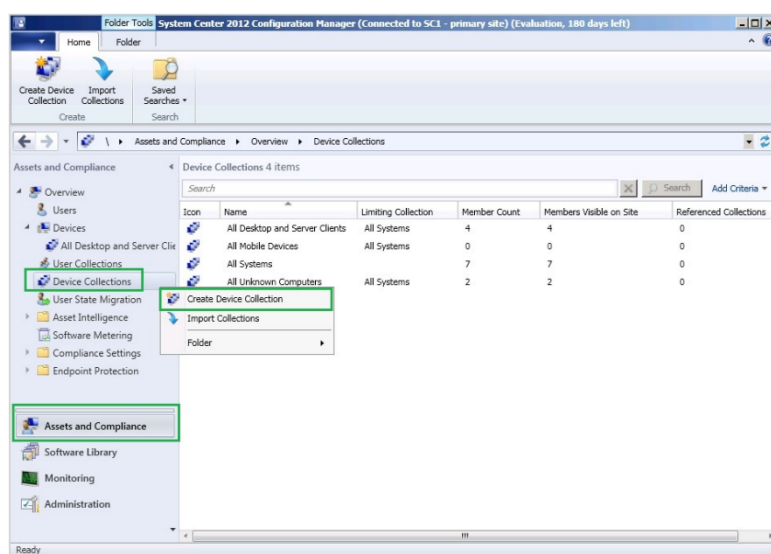 Folder Tools System Center 2012 Configuration Manager (Connected to SC1 - primary site) (Evaluation, 180 days left)
Home Folder
Create Device Collection
Import Collections
Saved Searches
Create
Search
\ Assets and Compliance Overview Device Collections
Assets and Compliance
Overview
Users
Devices
All Desktop and Server Clie
User Collections
Device Collections
User State Migration
Asset Intelligence
Software Metering
Compliance Settings
Endpoint Protection
Assets and Compliance
Software Library
Monitoring
Administration
Device Collections 4 items
Search Search Add Criteria
Icon Name Limiting Collection Member Count Members Visible on Site Referenced Collections
All Desktop and Server Clients All Systems 4 4 0
All Mobile Devices All Systems 0 0 0
All Systems 7 7 0
All Unknown Computers All Systems 2 2 0
Create Device Collection
Import Collections
Folder
Ready